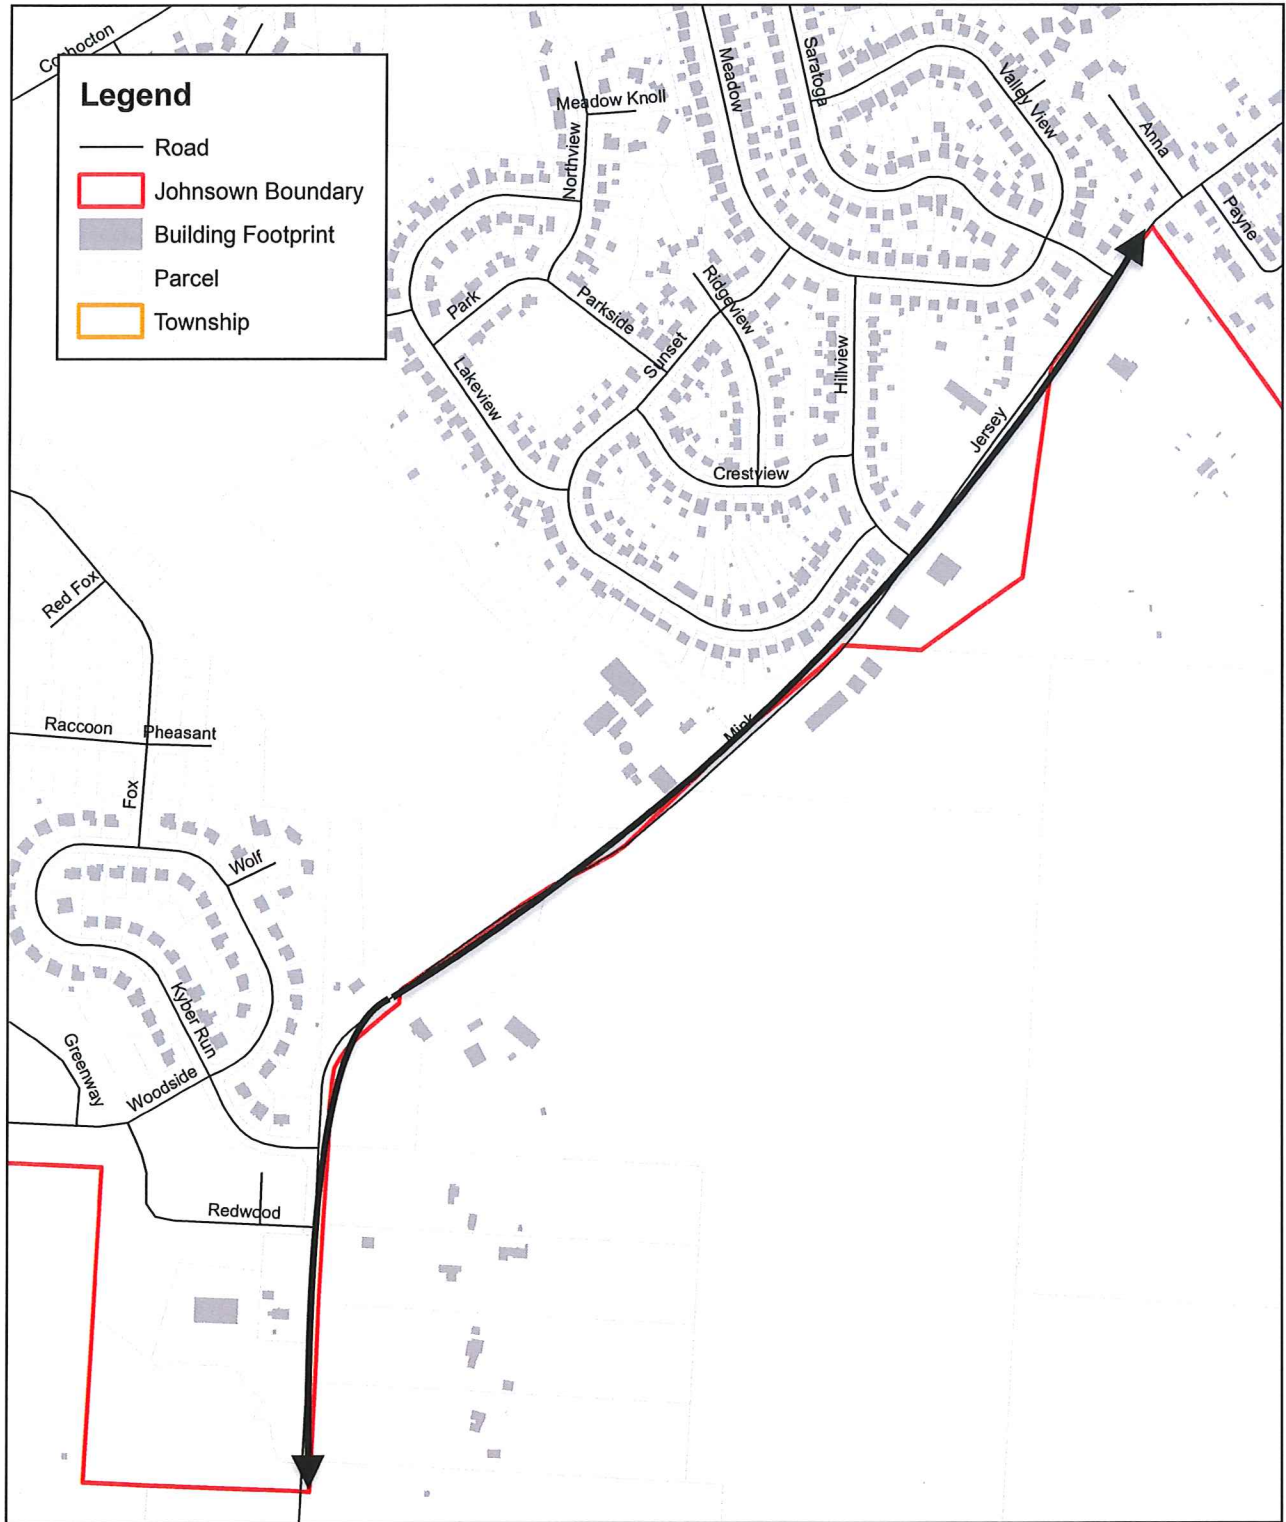 Coshocton
Legend
Road
Johnsown Boundary
Building Footprint
Parcel
Township
Meadow Knoll
Northview
Meadow
Saratoga
Valley View
Anna
Payne
Park
Parkside
Ridgeview
Sunset
Lakeview
Hillview
Crestview
Jersey
Mink
Red Fox
Raccoon
Pheasant
Fox
Wolf
Kyber Run
Greenway
Woodside
Redwood